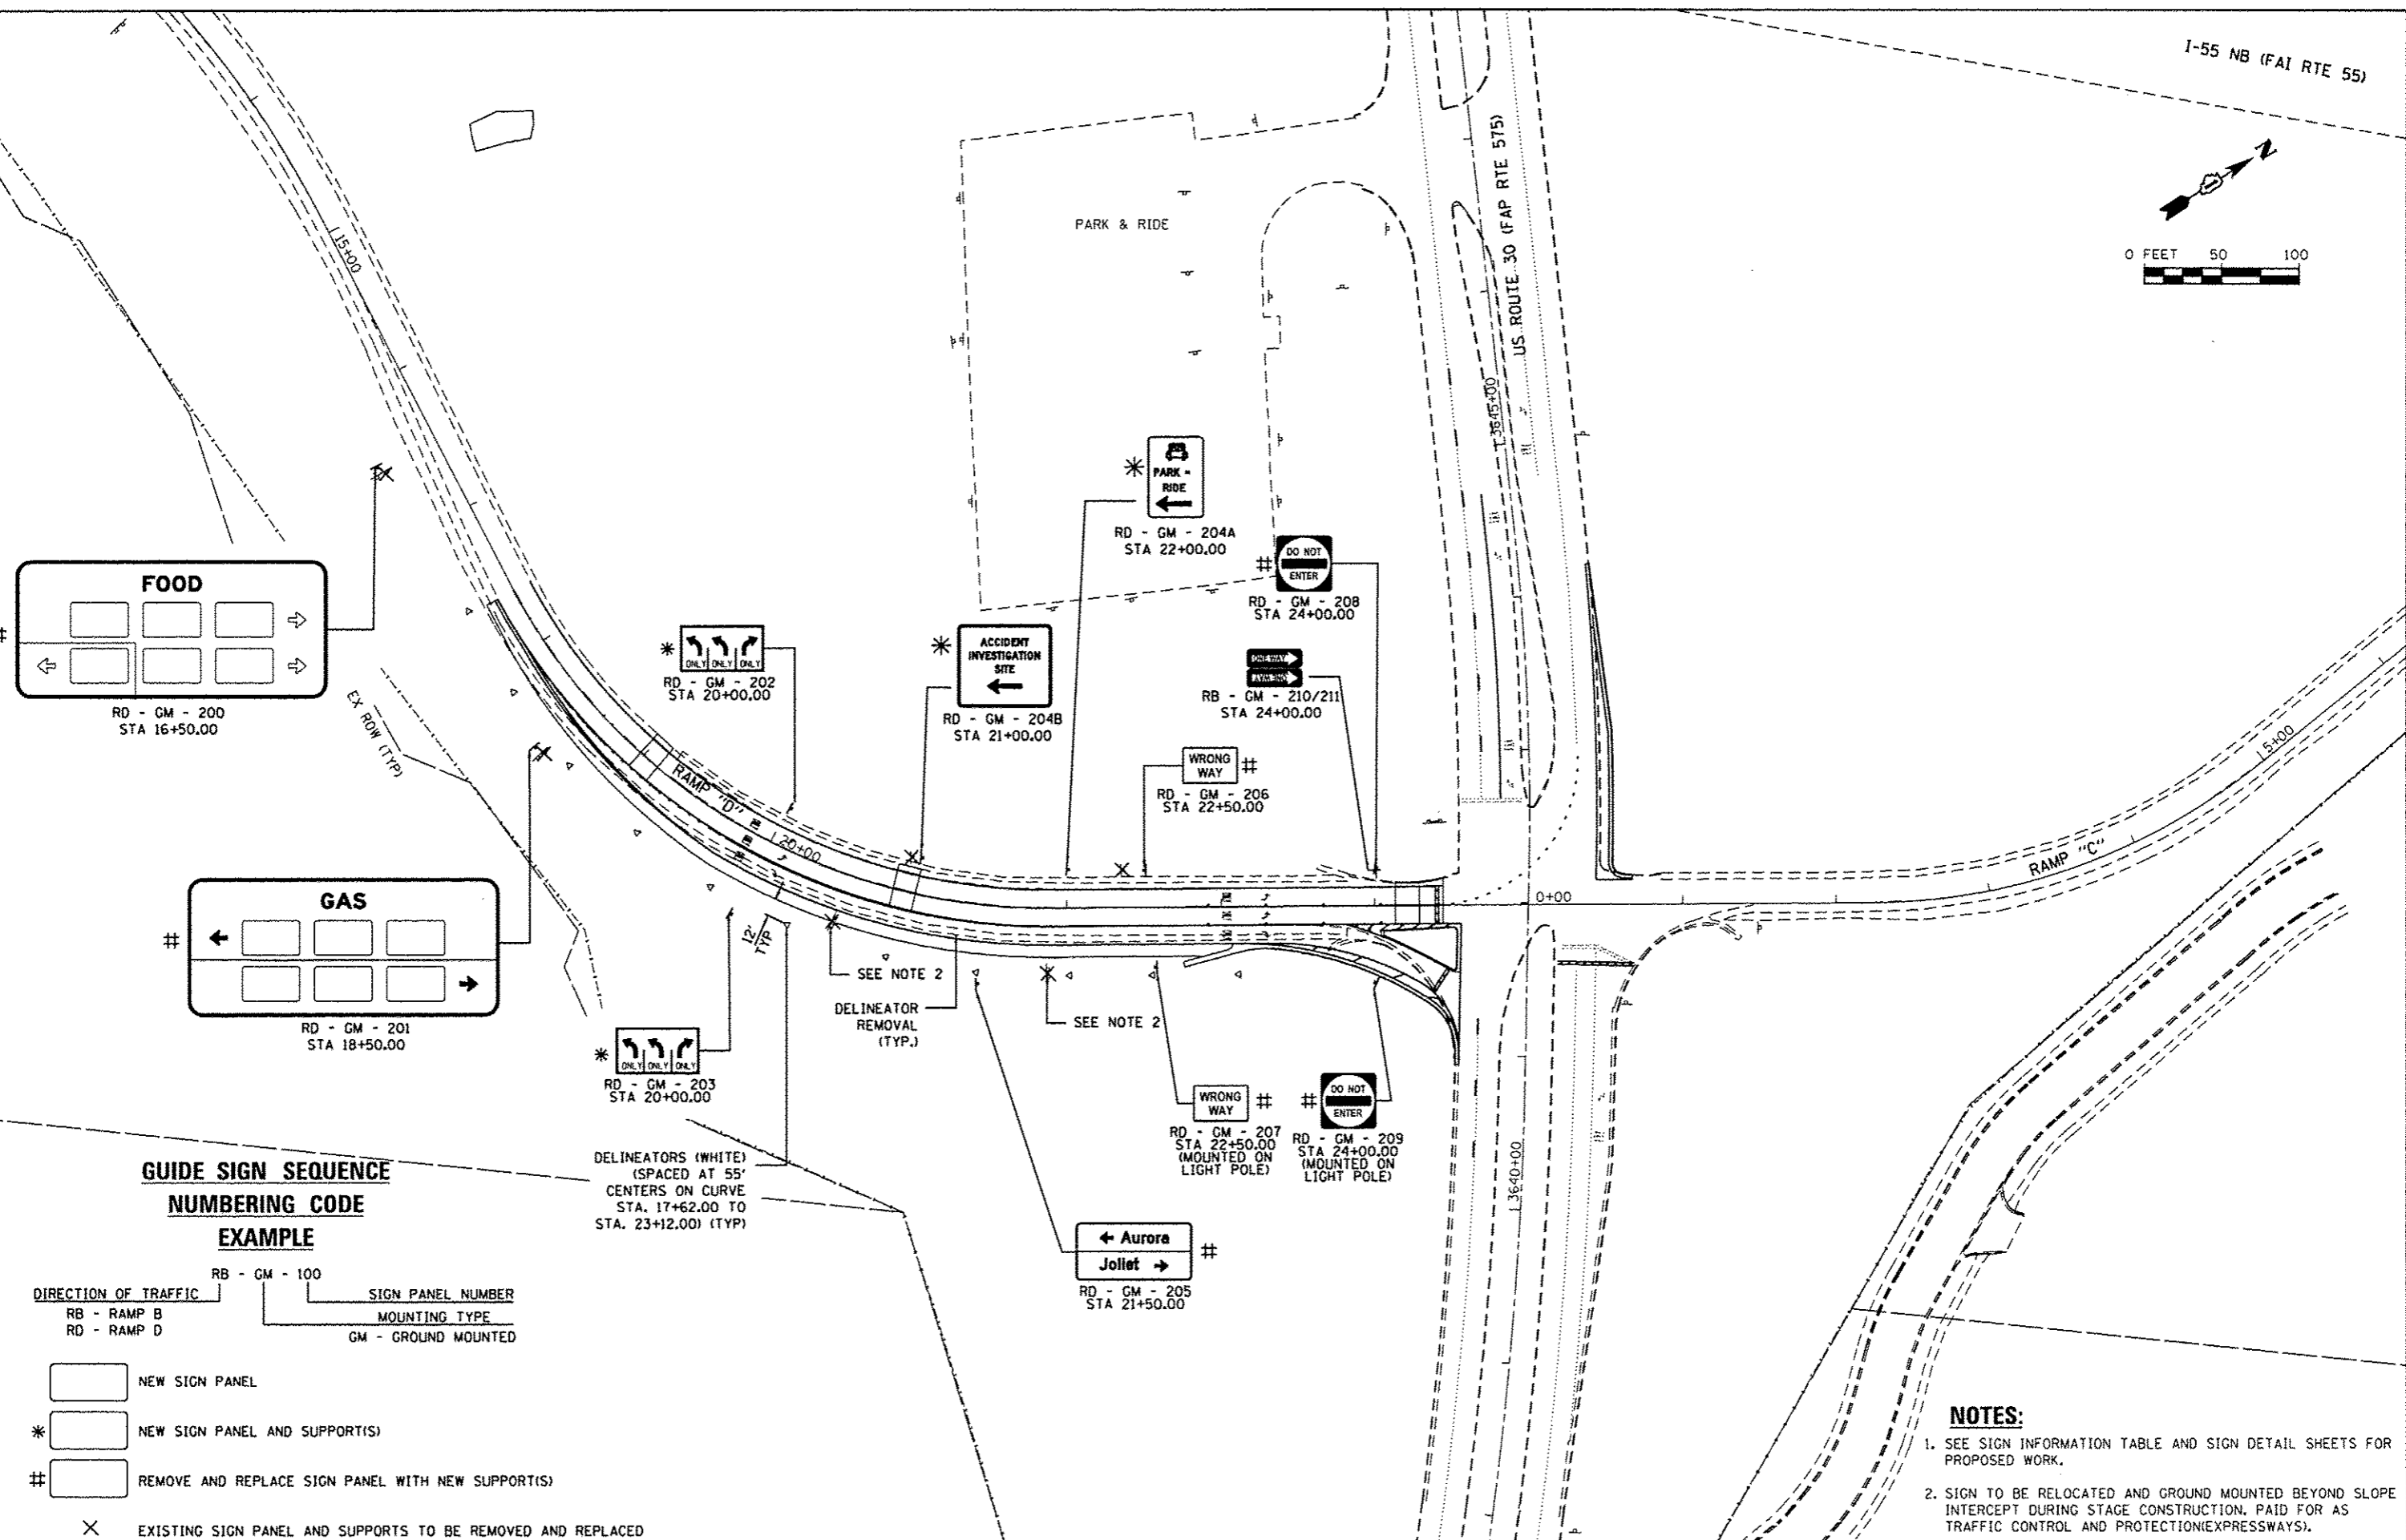 I-55 NB (FAI RTE 55)
N
0 FEET 50 100
US ROUTE 30 (FAP RTE 575)
PARK & RIDE
15+00
3645+00
PARK -
RIDE
*
RD - GM - 204A
STA 22+00.00
DO NOT
ENTER
#
RD - GM - 208
STA 24+00.00
FOOD
#
RD - GM - 200
STA 16+50.00
ONLY ONLY ONLY
*
RD - GM - 202
STA 20+00.00
ACCIDENT
INVESTIGATION
SITE
*
RD - GM - 204B
STA 21+00.00
ONE WAY
ONE WAY
RB - GM - 210/211
STA 24+00.00
WRONG
WAY
#
RD - GM - 206
STA 22+50.00
EX ROW (TYP)
RAMP "D"
20+00
5+00
RAMP "C"
0+00
GAS
#
RD - GM - 201
STA 18+50.00
12'
TYP
SEE NOTE 2
DELINEATOR
REMOVAL
(TYP.)
SEE NOTE 2
ONLY ONLY ONLY
*
RD - GM - 203
STA 20+00.00
WRONG
WAY
#
RD - GM - 207
STA 22+50.00
(MOUNTED ON
LIGHT POLE)
DO NOT
ENTER
#
RD - GM - 209
STA 24+00.00
(MOUNTED ON
LIGHT POLE)
3640+00
DELINEATORS (WHITE)
(SPACED AT 55'
CENTERS ON CURVE
STA. 17+62.00 TO
STA. 23+12.00) (TYP)
← Aurora
Joliet →
#
RD - GM - 205
STA 21+50.00
GUIDE SIGN SEQUENCE
NUMBERING CODE
EXAMPLE
RB - GM - 100
DIRECTION OF TRAFFIC
RB - RAMP B
RD - RAMP D
SIGN PANEL NUMBER
MOUNTING TYPE
GM - GROUND MOUNTED
NEW SIGN PANEL
* NEW SIGN PANEL AND SUPPORT(S)
# REMOVE AND REPLACE SIGN PANEL WITH NEW SUPPORT(S)
X EXISTING SIGN PANEL AND SUPPORTS TO BE REMOVED AND REPLACED
NOTES:
1. SEE SIGN INFORMATION TABLE AND SIGN DETAIL SHEETS FOR
PROPOSED WORK.
2. SIGN TO BE RELOCATED AND GROUND MOUNTED BEYOND SLOPE
INTERCEPT DURING STAGE CONSTRUCTION. PAID FOR AS
TRAFFIC CONTROL AND PROTECTION(EXPRESSWAYS).